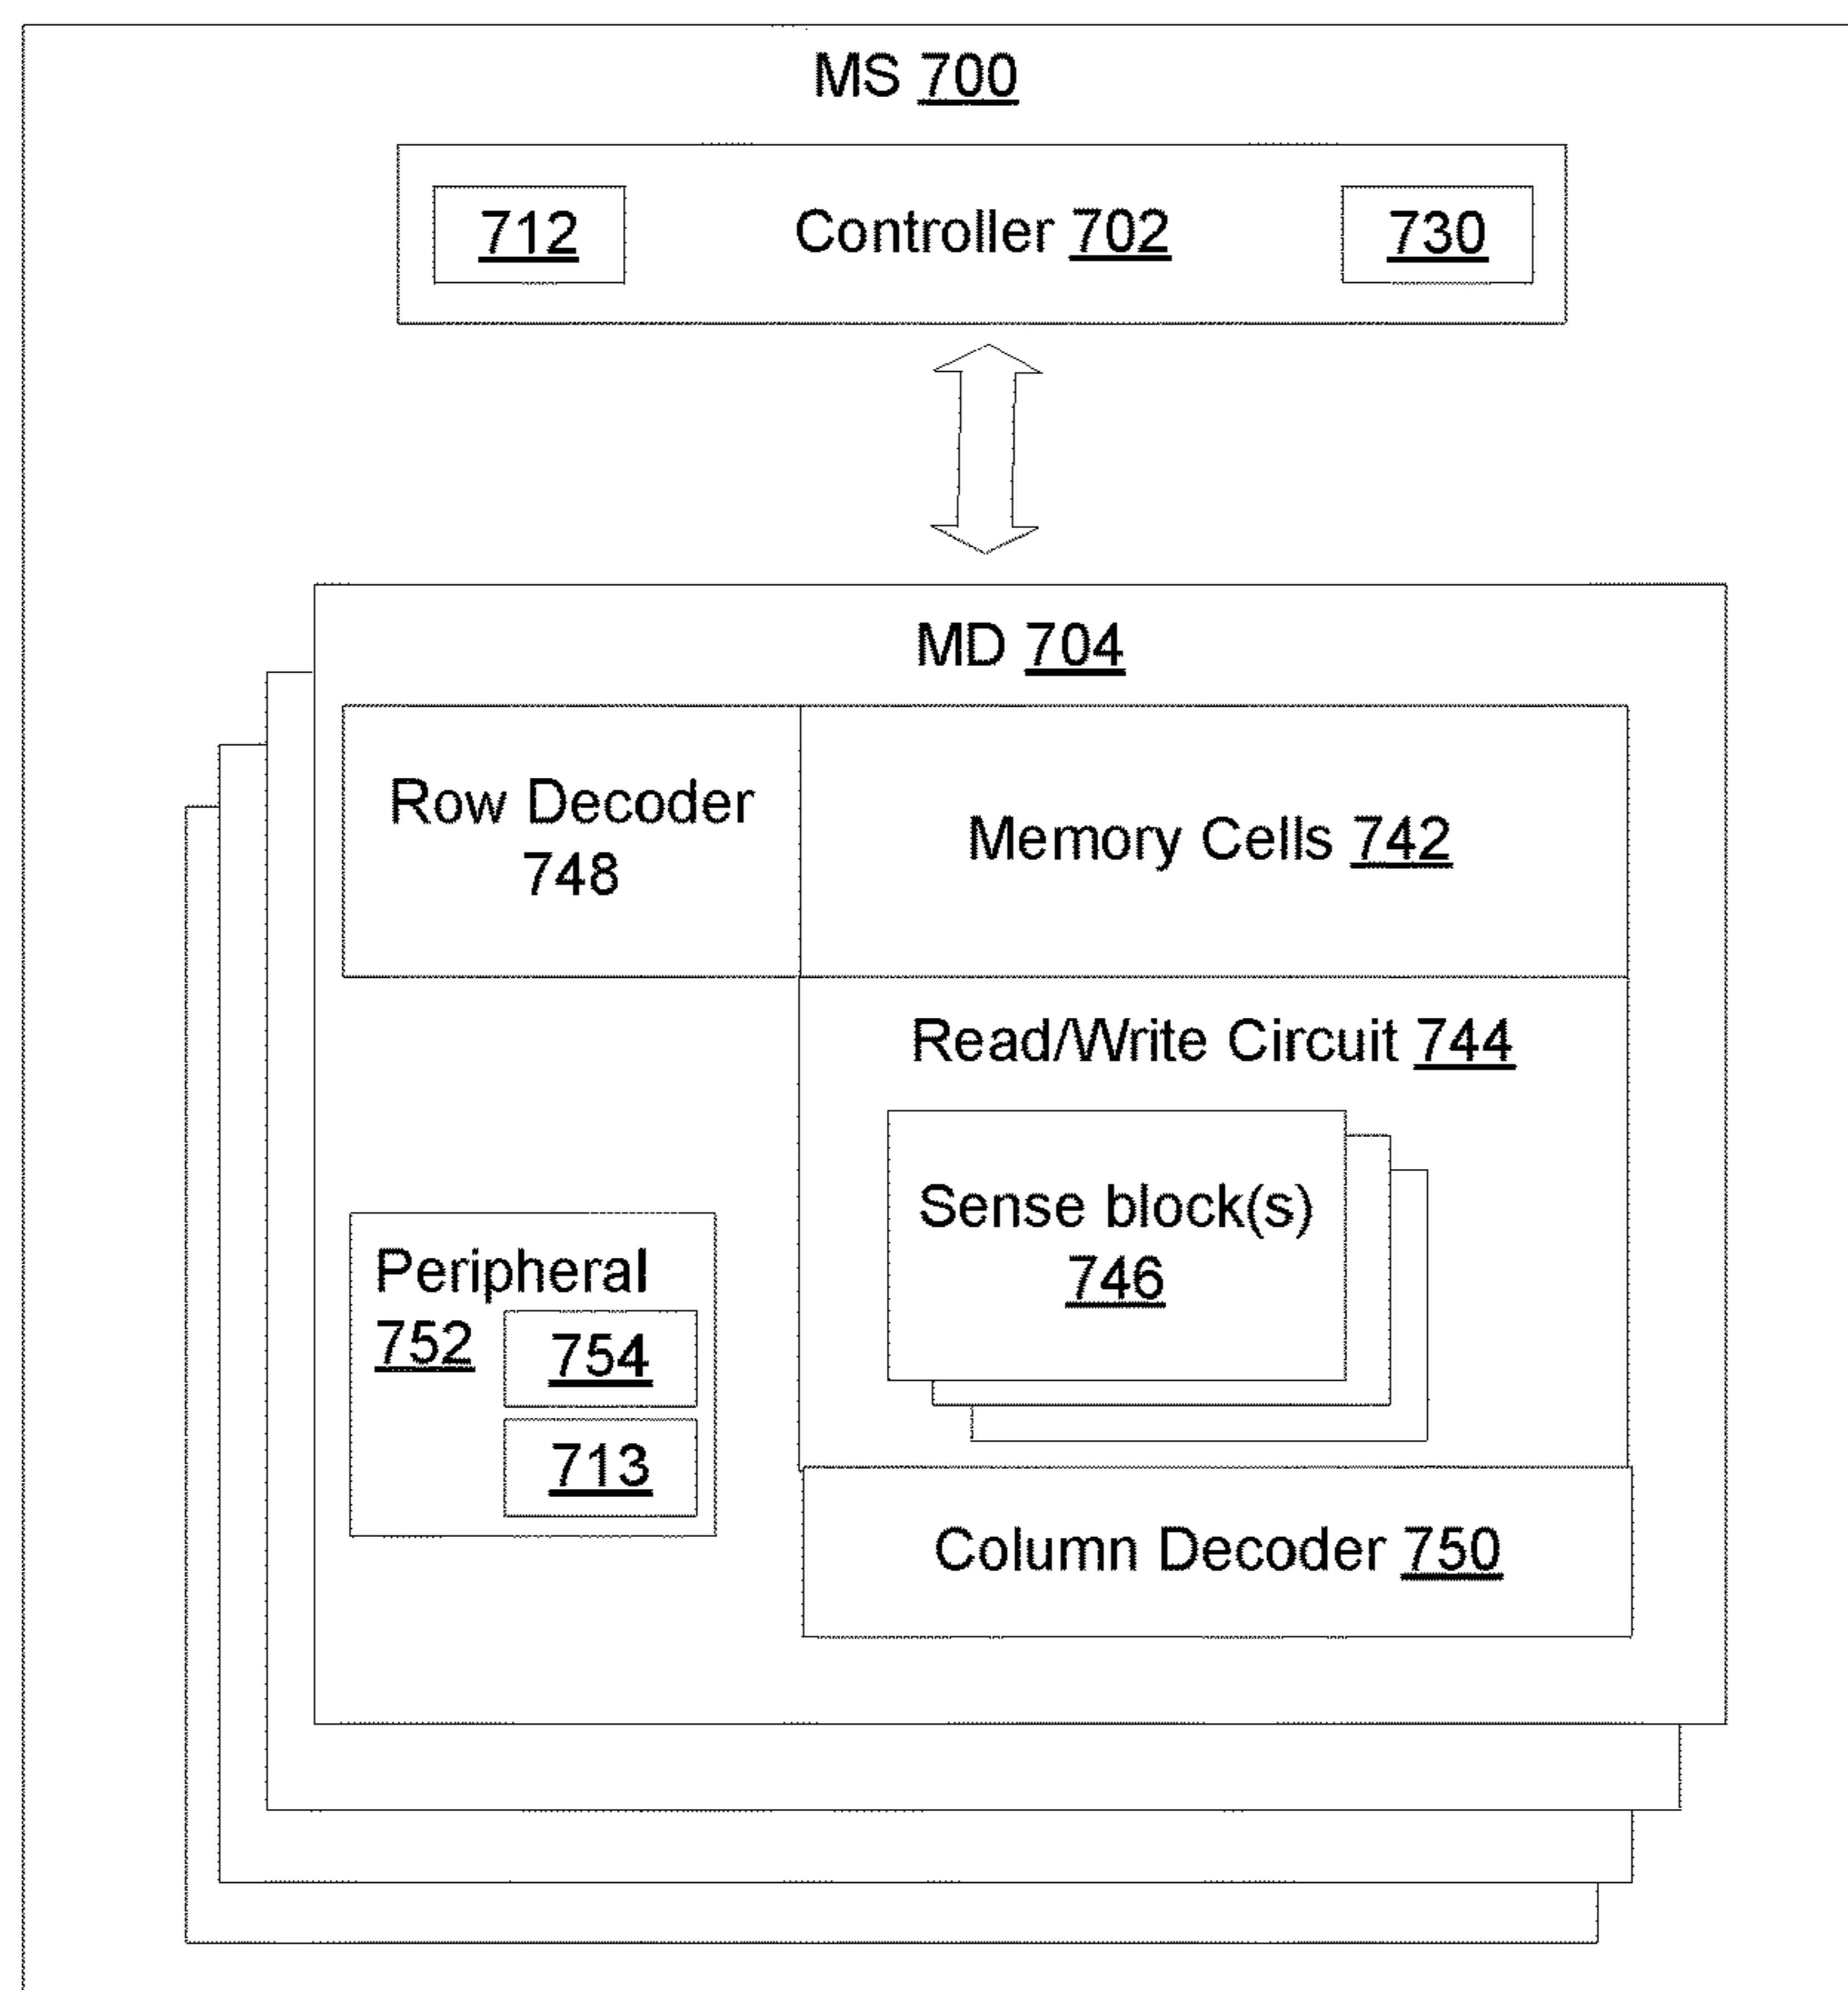 MS 700
712
Controller 702
730
MD 704
Row Decoder
748
Memory Cells 742
Read/Write Circuit 744
Sense block(s)
746
Peripheral
752
754
713
Column Decoder 750